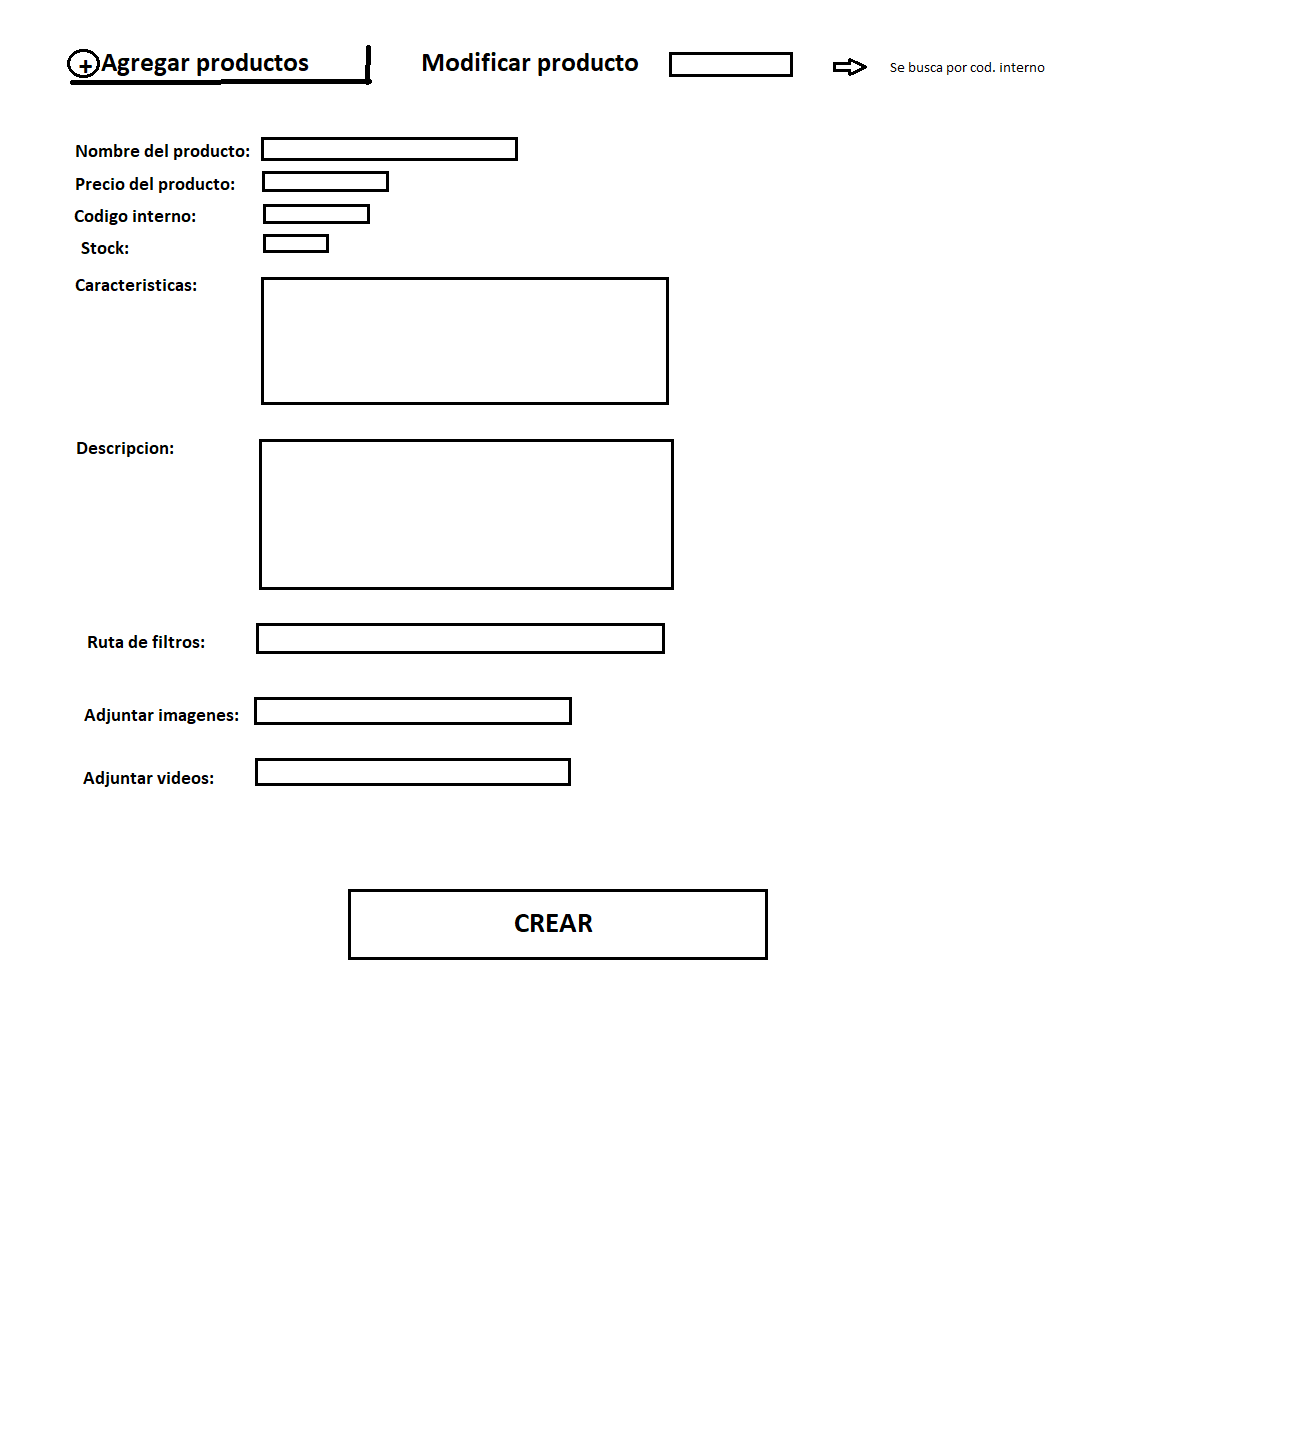 + Agregar productos Modificar producto Se busca por cod. interno
Nombre del producto:
Precio del producto:
Codigo interno:
Stock:
Caracteristicas:
Descripcion:
Ruta de filtros:
Adjuntar imagenes:
Adjuntar videos:
CREAR